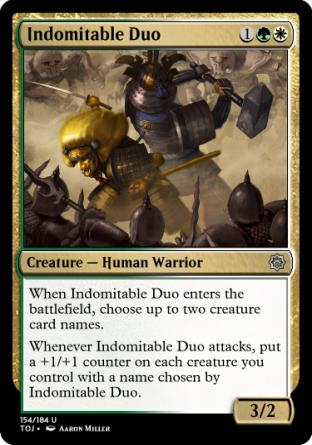 Indomitable Duo 1
Creature — Human Warrior
When Indomitable Duo enters the
battlefield, choose up to two creature
card names.
Whenever Indomitable Duo attacks, put
a +1/+1 counter on each creature you
control with a name chosen by
Indomitable Duo.
3/2
154/184 U
TOJ • Aaron Miller